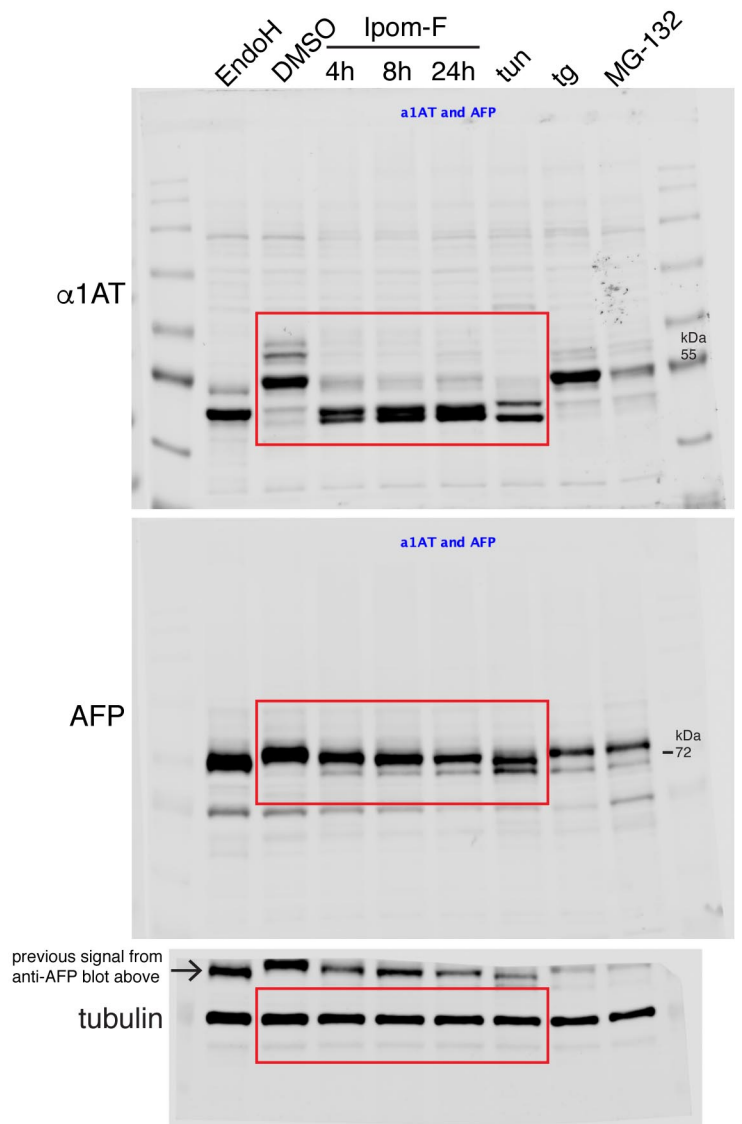 Ipom-F
EndoH DMSO 4h 8h 24h tun tg MG-132
a1AT and AFP
α1AT
kDa
55
a1AT and AFP
AFP
kDa
72
previous signal from
anti-AFP blot above
tubulin